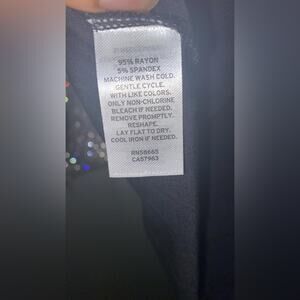 95% RAYON
5% SPANDEX
MACHINE WASH COLD.
GENTLE CYCLE.
WITH LIKE COLORS.
ONLY NON-CHLORINE
BLEACH IF NEEDED.
REMOVE PROMPTLY.
RESHAPE.
LAY FLAT TO DRY.
COOL IRON IF NEEDED.
RN58665
CA57963